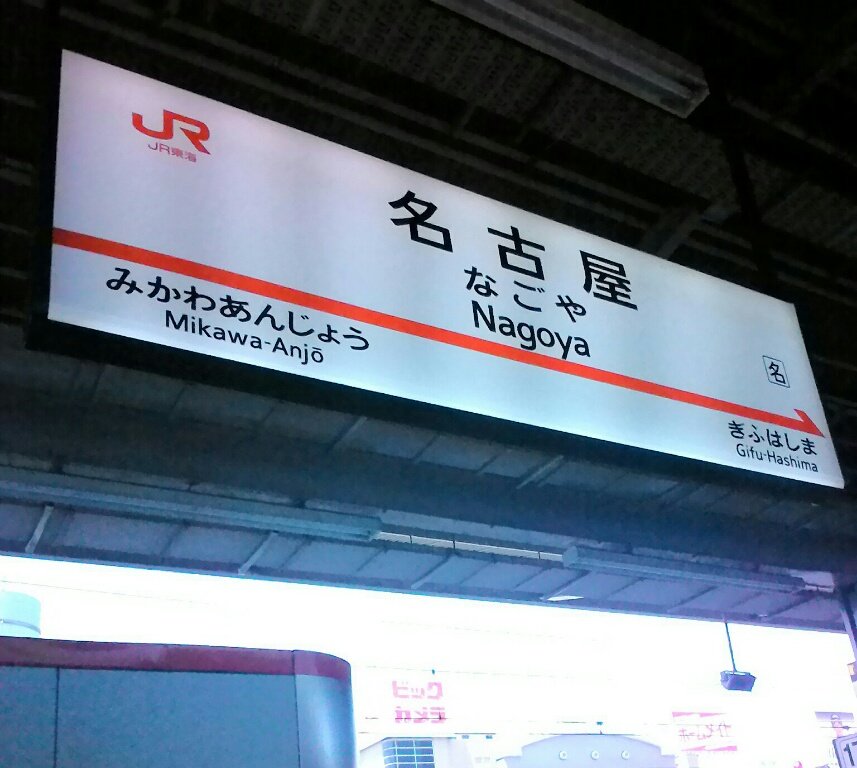 JR
JR東海
名古屋
なごや
Nagoya
名
みかわあんじょう
Mikawa-Anjō
ぎふはしま
Gifu-Hashima
ビック
カメラ